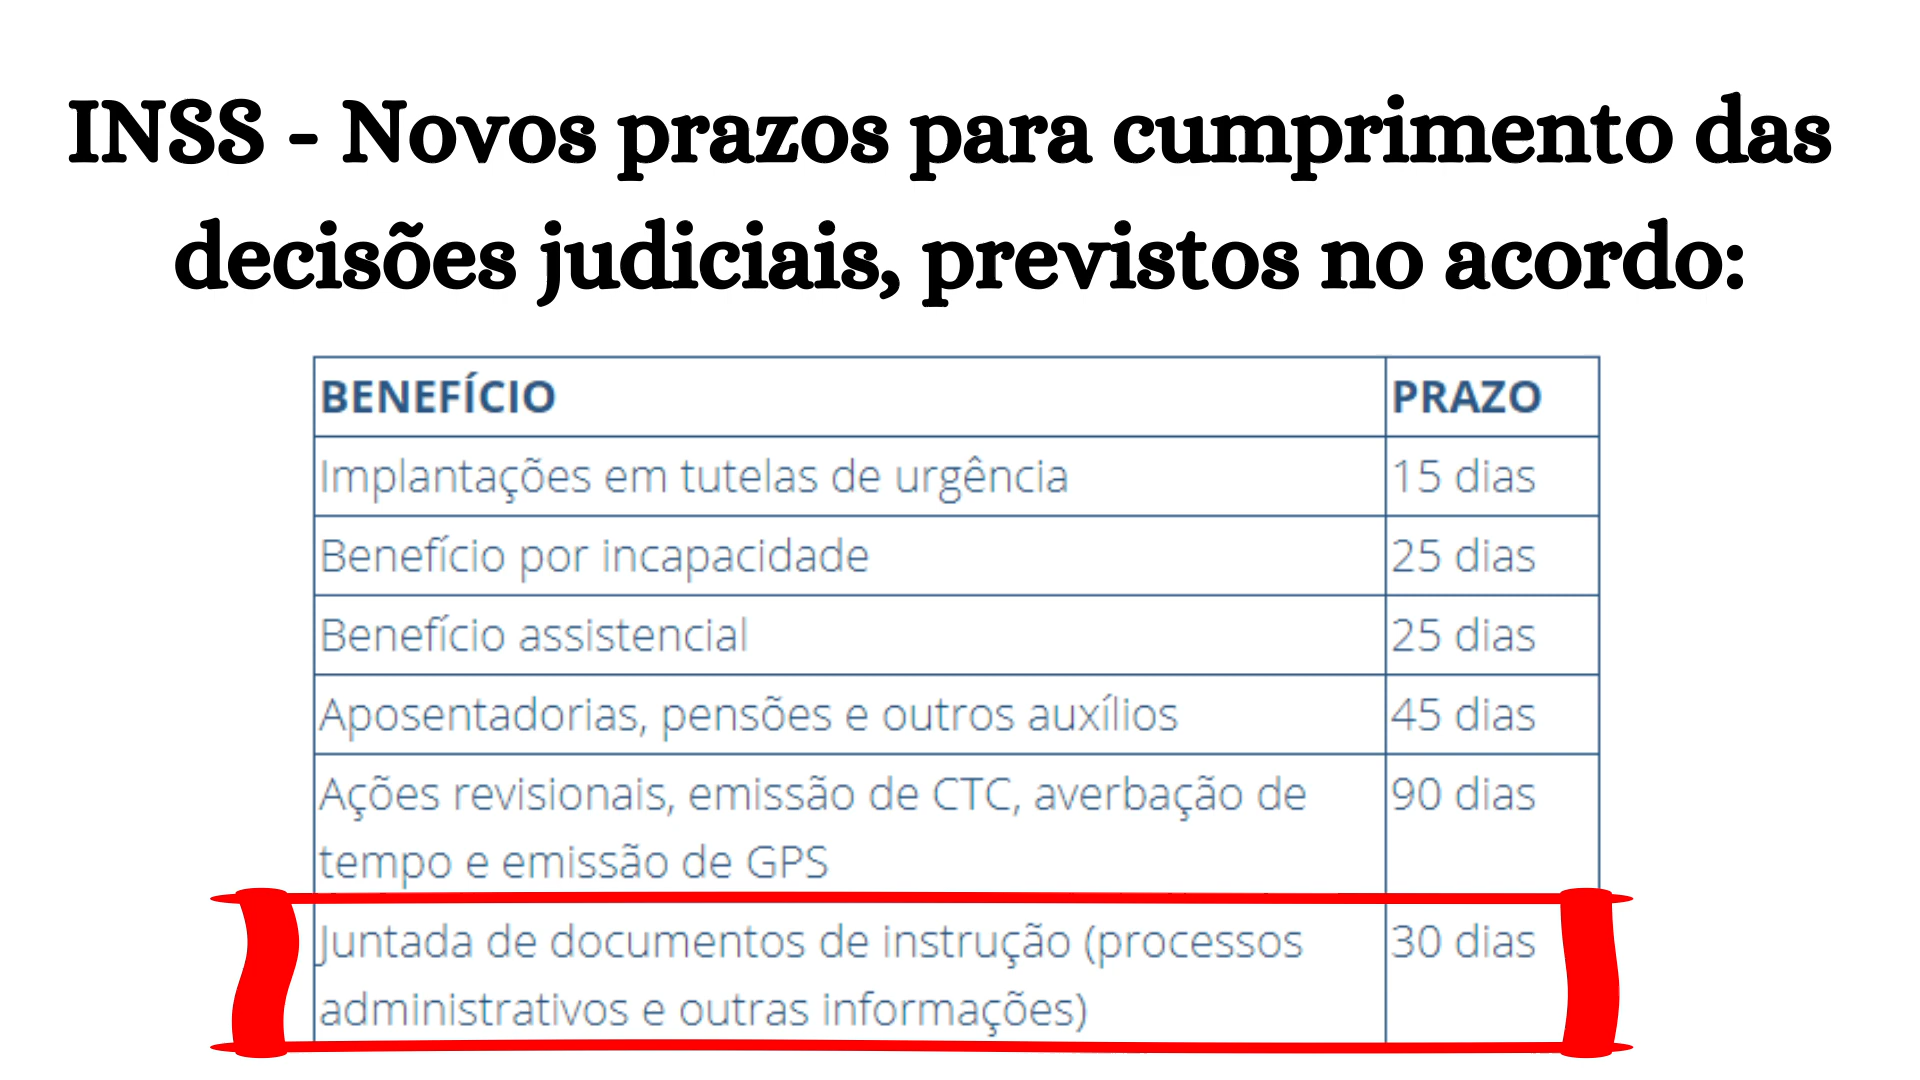 INSS - Novos prazos para cumprimento das
decisões judiciais, previstos no acordo:
BENEFÍCIO PRAZO
Implantações em tutelas de urgência 15 dias
Benefício por incapacidade 25 dias
Benefício assistencial 25 dias
Aposentadorias, pensões e outros auxílios 45 dias
Ações revisionais, emissão de CTC, averbação de 90 dias
tempo e emissão de GPS
Juntada de documentos de instrução (processos 30 dias
administrativos e outras informações)